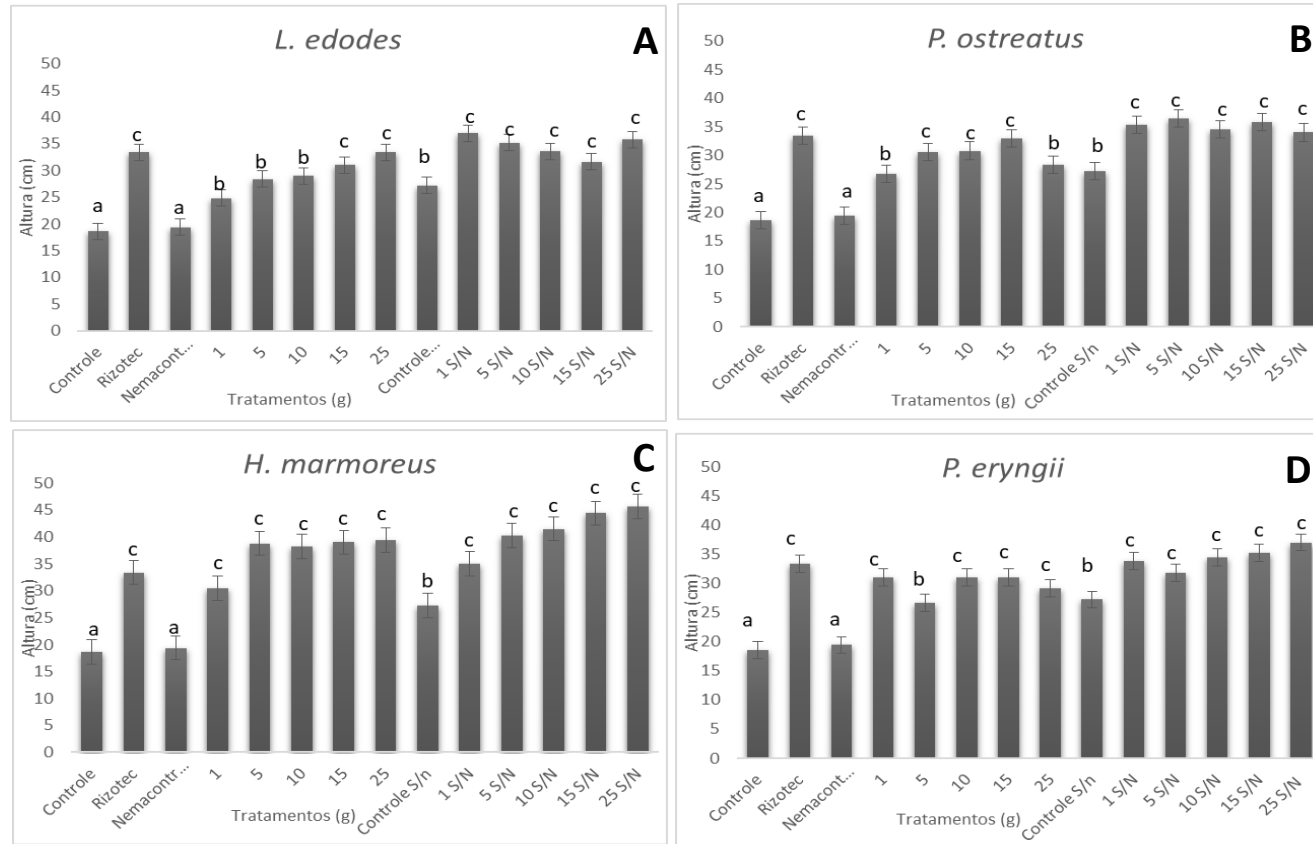 L. edodes
A
50
45
40
35
30
25
20
15
10
5
0
Altura (cm)
a
c
a
b
b
b
c
c
b
c
c
c
c
c
Controle
Rizotec
Nemacont...
1
5
10
15
25
Controle...
1 S/N
5 S/N
10 S/N
15 S/N
25 S/N
Tratamentos (g)
P. ostreatus
B
50
45
40
35
30
25
20
15
10
5
0
Altura (cm)
a
c
a
b
c
c
c
b
b
c
c
c
c
c
Controle
Rizotec
Nemacontr...
1
5
10
15
25
Controle S/n
1 S/N
5 S/N
10 S/N
15 S/N
25 S/N
Tratamentos (g)
H. marmoreus
C
50
45
40
35
30
25
20
15
10
5
0
Altura (cm)
a
c
a
c
c
c
c
c
b
c
c
c
c
c
Controle
Rizotec
Nemacontr...
1
5
10
15
25
Controle S/n
1 S/N
5 S/N
10 S/N
15 S/N
25 S/N
Tratamentos (g)
P. eryngii
D
50
45
40
35
30
25
20
15
10
5
0
Altura (cm)
a
c
a
c
b
c
c
c
b
c
c
c
c
c
Controle
Rizotec
Nemacontr...
1
5
10
15
25
Controle S/n
1 S/N
5 S/N
10 S/N
15 S/N
25 S/N
Tratamentos (g)